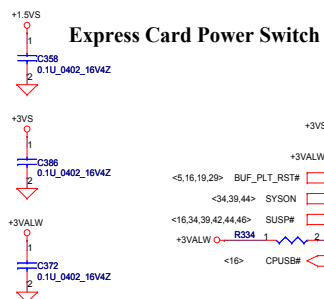 +1.5VS
Express Card Power Switch
1
C358
0.1U_0402_16V4Z
2
+3VS
1
C386
0.1U_0402_16V4Z
2
+3VS
+3VALW
<5,16,19,29> BUF_PLT_RST#
<34,39,44> SYSON
<16,34,39,42,44,46> SUSP#
+3VALW R334 1 2
<16> CPUSB#
+3VALW
1
C372
0.1U_0402_16V4Z
2